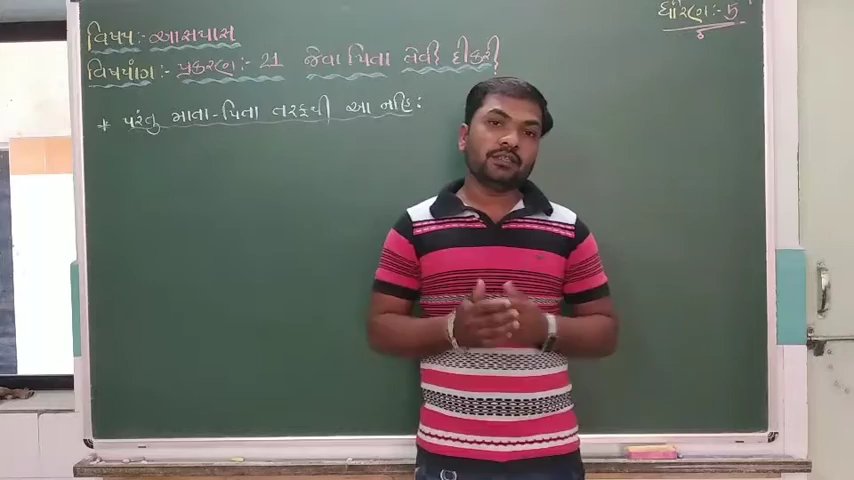 ધોરણ:- 5
વિષય:- આસપાસ
વિષયાંગ:- પ્રકરણ:- 21 જેવા પિતા તેવી દીકરી
* પરંતુ માતા-પિતા તરફથી આ નહિ: